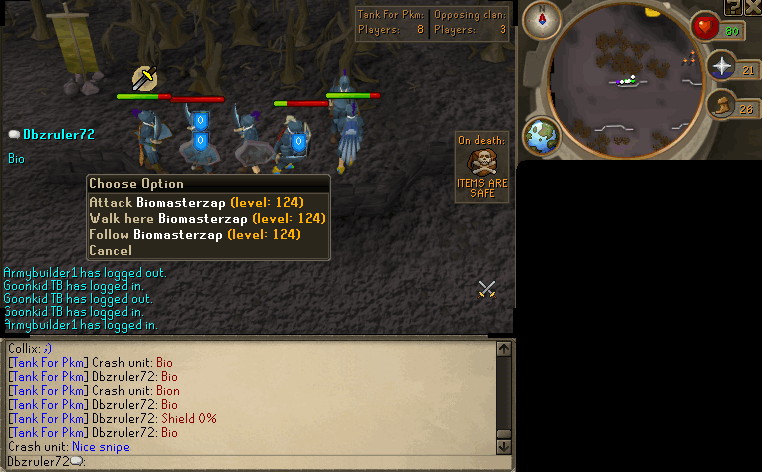 Tank For Pkm: Opposing clan:
Players: 8 Players: 3
80
21
26
0
0
0
Dbzruler72
Bio
On death:
ITEMS ARE
SAFE
Choose Option
Attack Biomasterzap (level: 124)
Walk here Biomasterzap (level: 124)
Follow Biomasterzap (level: 124)
Cancel
Armybuilder1 has logged out.
Goonkid TB has logged in.
Goonkid TB has logged out.
Goonkid TB has logged in.
Armybuilder1 has logged in.
Collix: ;)
[Tank For Pkm] Crash unit: Bio
[Tank For Pkm] Dbzruler72: Bio
[Tank For Pkm] Crash unit: Bion
[Tank For Pkm] Dbzruler72: Bio
[Tank For Pkm] Dbzruler72: Shield 0%
[Tank For Pkm] Dbzruler72: Bio
Crash unit: Nice snipe
Dbzruler72: